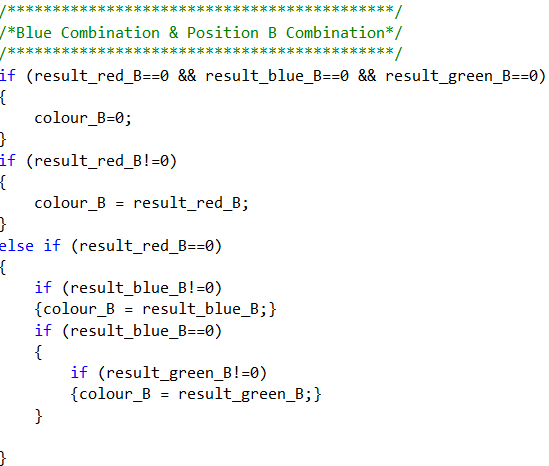 /*******************************************/
/*Blue Combination & Position B Combination*/
/*******************************************/
if (result_red_B==0 && result_blue_B==0 && result_green_B==0)
{
    colour_B=0;
}
if (result_red_B!=0)
{
    colour_B = result_red_B;
}
else if (result_red_B==0)
{
    if (result_blue_B!=0)
    {colour_B = result_blue_B;}
    if (result_blue_B==0)
    {
        if (result_green_B!=0)
        {colour_B = result_green_B;}
    }
}